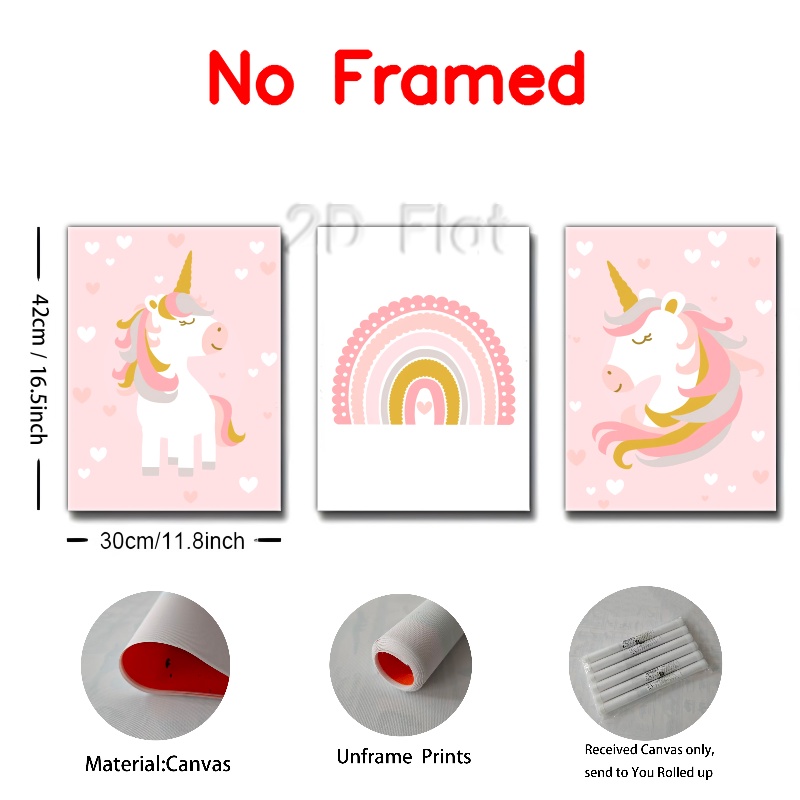 No Framed
2D Flat
42cm / 16.5inch
30cm/11.8inch
Material:Canvas
Unframe Prints
Received Canvas only,
send to You Rolled up